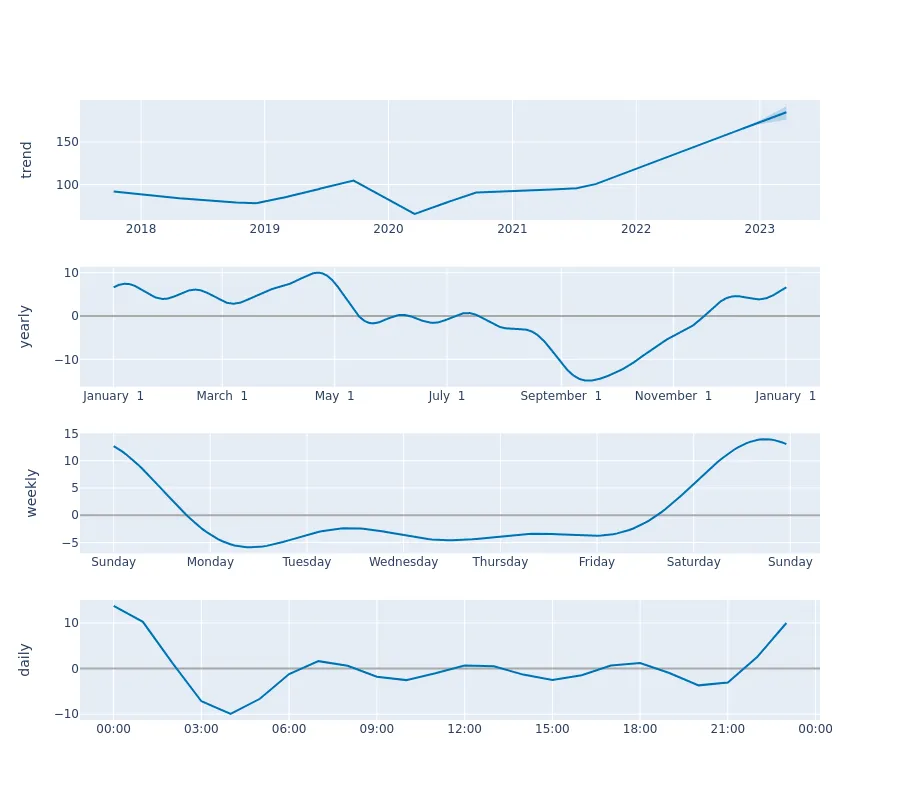 trend
150
100
2018 2019 2020 2021 2022 2023
yearly
10
0
−10
January 1 March 1 May 1 July 1 September 1 November 1 January 1
weekly
15
10
5
0
−5
Sunday Monday Tuesday Wednesday Thursday Friday Saturday Sunday
daily
10
0
−10
00:00 03:00 06:00 09:00 12:00 15:00 18:00 21:00 00:00